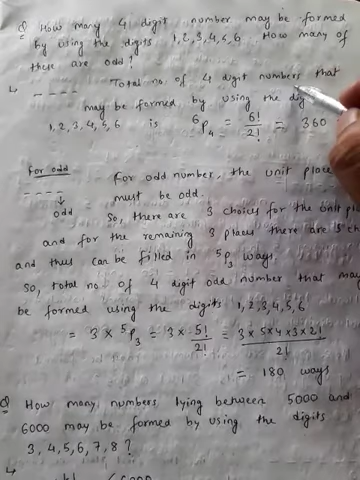 Q How many 4 digit number may be formed
by using the digits 1,2,3,4,5,6 How many of
there are odd?
↳ _ _ _ _ Total no of 4 digit numbers that
may be formed by using the dig
1,2,3,4,5,6 is ⁶P₄ = 6!/2! = 360
For odd - For odd number, the unit place
_ _ _ _ must be odd.
↓ odd So, there are 3 choices for the unit place
and for the remaining 3 places there are 5
and thus can be filled in ⁵P₃ ways.
So, total no of 4 digit odd number that may
be formed using the digits 1,2,3,4,5,6
= 3 × ⁵P₃ = 3 × 5!/2! = 3×5×4×3×2!/2!
= 180 ways
Q How many numbers lying between 5000 and
6000 may be formed by using the digits
3,4,5,6,7,8?
↳